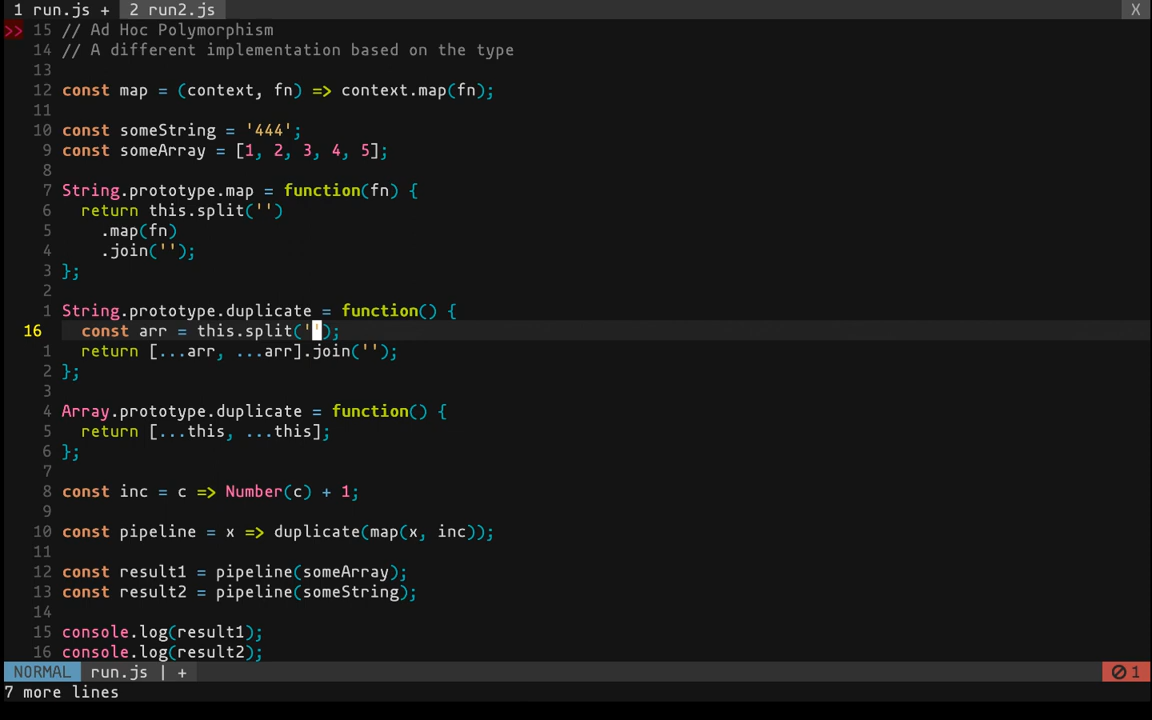 1 run.js + 2 run2.js X
>> 15 // Ad Hoc Polymorphism
14 // A different implementation based on the type
13
12 const map = (context, fn) => context.map(fn);
11
10 const someString = '444';
9 const someArray = [1, 2, 3, 4, 5];
8
7 String.prototype.map = function(fn) {
6 return this.split('')
5 .map(fn)
4 .join('');
3 };
2
1 String.prototype.duplicate = function() {
16 const arr = this.split('');
1 return [...arr, ...arr].join('');
2 };
3
4 Array.prototype.duplicate = function() {
5 return [...this, ...this];
6 };
7
8 const inc = c => Number(c) + 1;
9
10 const pipeline = x => duplicate(map(x, inc));
11
12 const result1 = pipeline(someArray);
13 const result2 = pipeline(someString);
14
15 console.log(result1);
16 console.log(result2);
NORMAL run.js | + 1
7 more lines